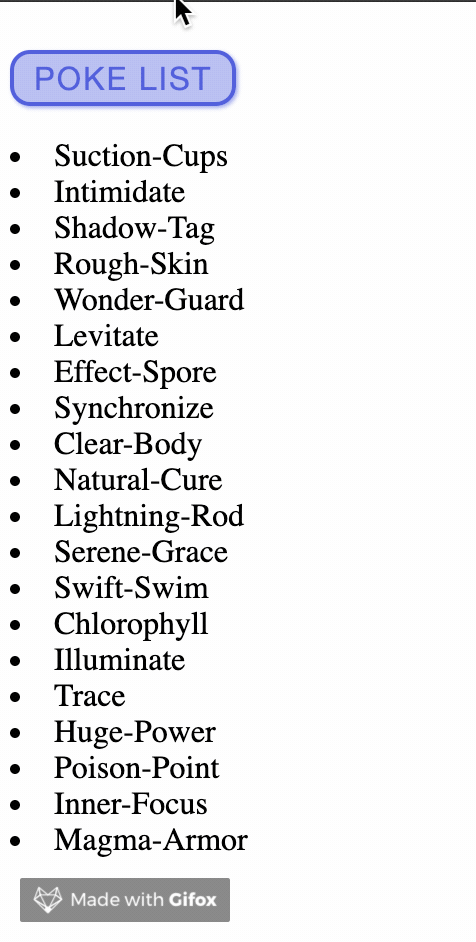 POKE LIST
Suction-Cups
Intimidate
Shadow-Tag
Rough-Skin
Wonder-Guard
Levitate
Effect-Spore
Synchronize
Clear-Body
Natural-Cure
Lightning-Rod
Serene-Grace
Swift-Swim
Chlorophyll
Illuminate
Trace
Huge-Power
Poison-Point
Inner-Focus
Magma-Armor
Made with Gifox